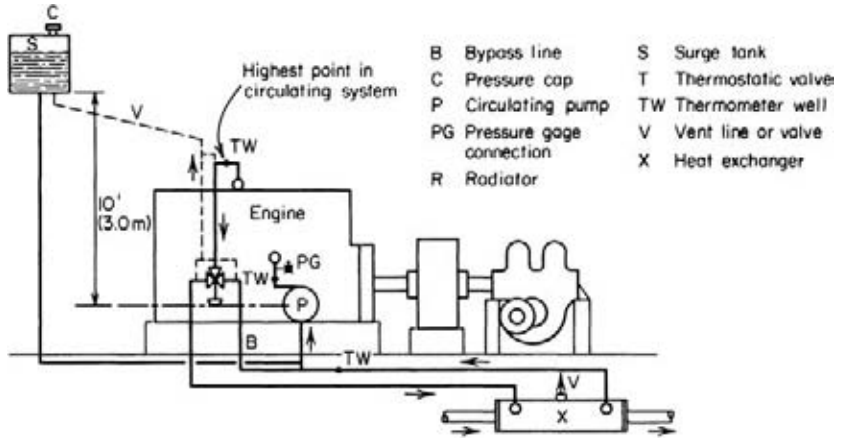 C
S
V
Highest point in
circulating system
TW
10'
(3.0m)
Engine
PG
TW
P
B
TW
V
X
B Bypass line
C Pressure cap
P Circulating pump
PG Pressure gage
connection
R Radiator
S Surge tank
T Thermostatic valve
TW Thermometer well
V Vent line or valve
X Heat exchanger